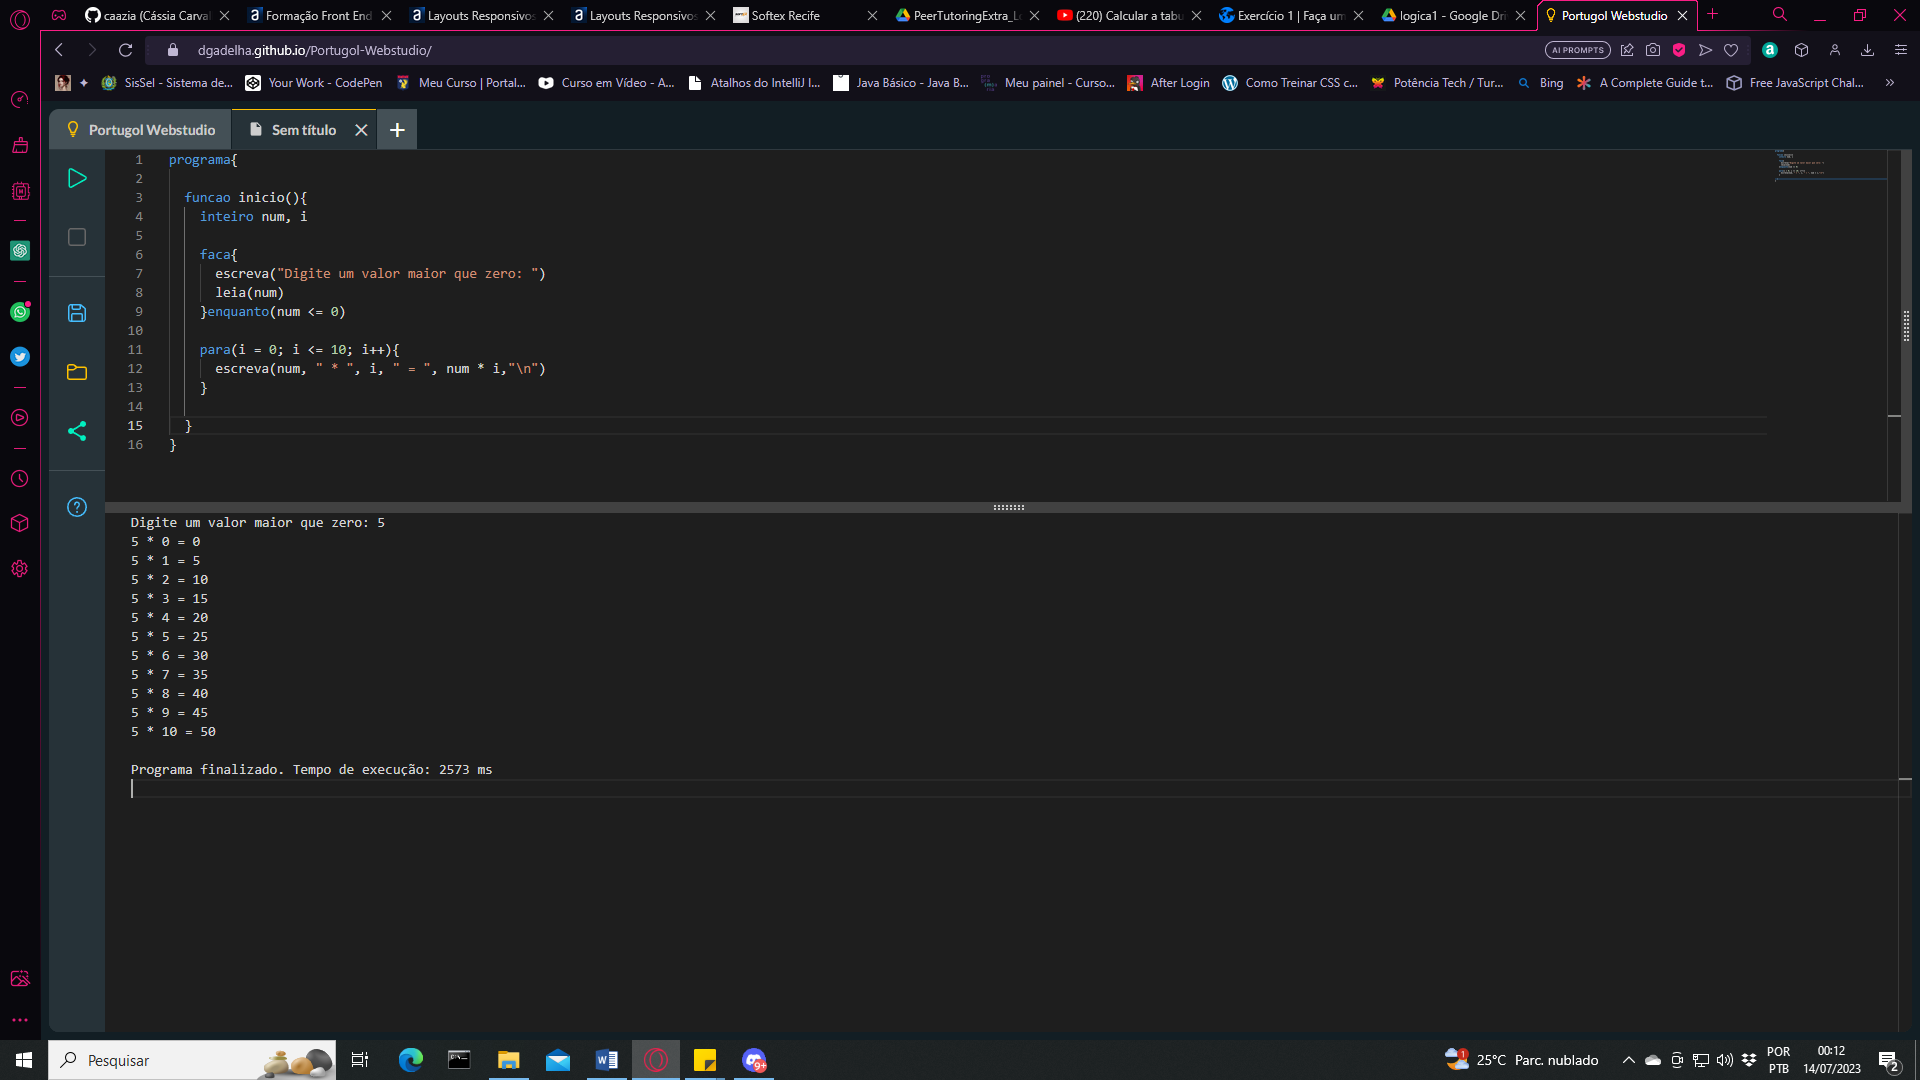 caazia (Cássia Carval
Formação Front End
Layouts Responsivos
Layouts Responsivos
Softex Recife
PeerTutoringExtra_Lo
(220) Calcular a tabu
Exercício 1 | Faça um
logica1 - Google Dri
Portugol Webstudio
dgadelha.github.io/Portugol-Webstudio/
AI PROMPTS
SisSel - Sistema de...
Your Work - CodePen
Meu Curso | Portal...
Curso em Vídeo - A...
Atalhos do IntelliJ I...
Java Básico - Java B...
Meu painel - Curso...
After Login
Como Treinar CSS c...
Potência Tech / Tur...
Bing
A Complete Guide t...
Free JavaScript Chal...
Portugol Webstudio
Sem título
1 programa{
2
3 funcao inicio(){
4 inteiro num, i
5
6 faca{
7 escreva("Digite um valor maior que zero: ")
8 leia(num)
9 }enquanto(num <= 0)
10
11 para(i = 0; i <= 10; i++){
12 escreva(num, " * ", i, " = ", num * i,"\n")
13 }
14
15 }
16 }
Digite um valor maior que zero: 5
5 * 0 = 0
5 * 1 = 5
5 * 2 = 10
5 * 3 = 15
5 * 4 = 20
5 * 5 = 25
5 * 6 = 30
5 * 7 = 35
5 * 8 = 40
5 * 9 = 45
5 * 10 = 50
Programa finalizado. Tempo de execução: 2573 ms
Pesquisar
9+
1
25°C Parc. nublado
POR
PTB
00:12
14/07/2023
2